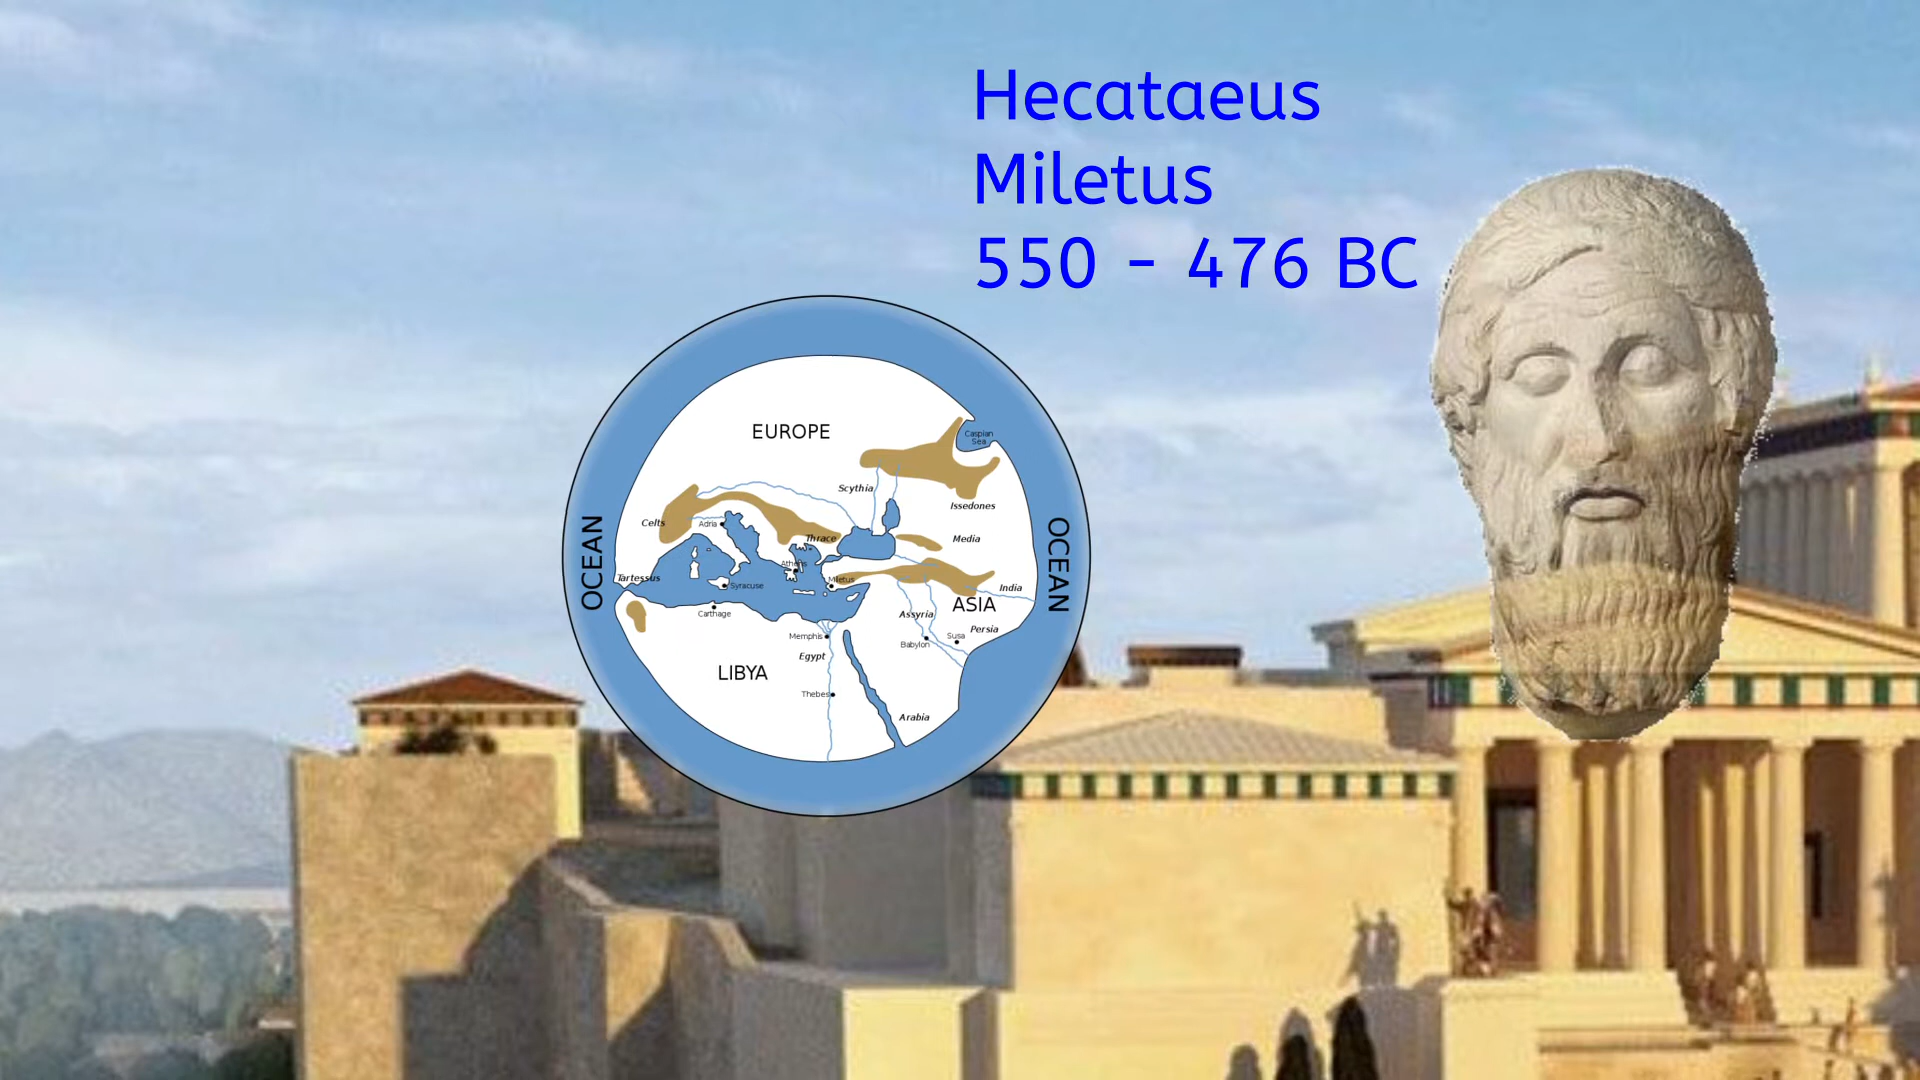 Hecataeus
Miletus
550 - 476 BC
EUROPE
Caspian
Sea
Scythia
Issedones
Celts
Adria
Thrace
Media
Athens
Tartessus
Syracuse
Miletus
India
OCEAN
OCEAN
ASIA
Carthage
Assyria
Persia
Memphis
Susa
Babylon
Egypt
LIBYA
Thebes
Arabia